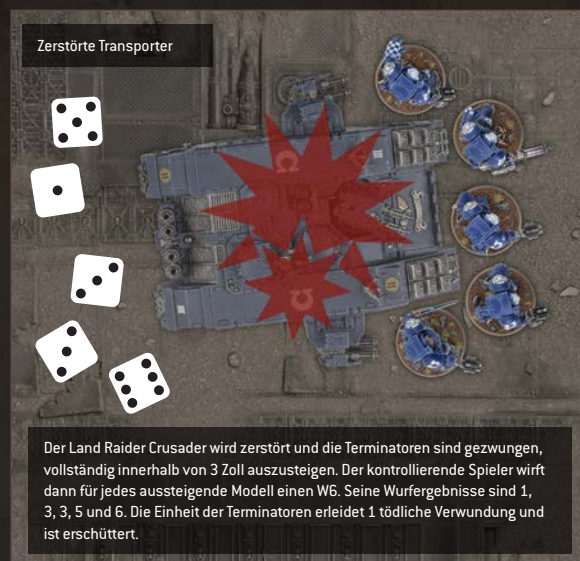 Zerstörte Transporter
Der Land Raider Crusader wird zerstört und die Terminatoren sind gezwungen,
vollständig innerhalb von 3 Zoll auszusteigen. Der kontrollierende Spieler wirft
dann für jedes aussteigende Modell einen W6. Seine Wurfergebnisse sind 1,
3, 3, 5 und 6. Die Einheit der Terminatoren erleidet 1 tödliche Verwundung und
ist erschüttert.